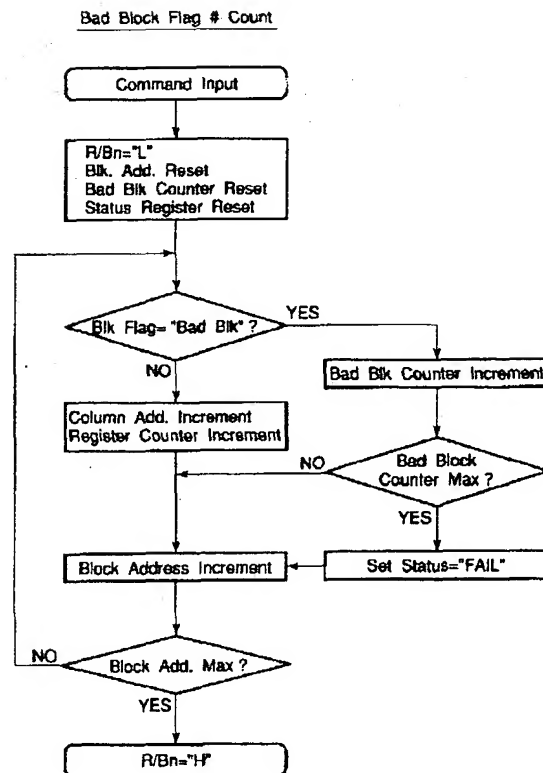 Bad Block Flag # Count
Command Input
R/Bn="L"
Blk. Add. Reset
Bad Blk Counter Reset
Status Register Reset
Blk Flag="Bad Blk" ?
YES
NO
Bad Blk Counter Increment
Column Add. Increment
Register Counter Increment
NO
Bad Block
Counter Max ?
YES
Block Address Increment
Set Status="FAIL"
NO
Block Add. Max ?
YES
R/Bn="H"